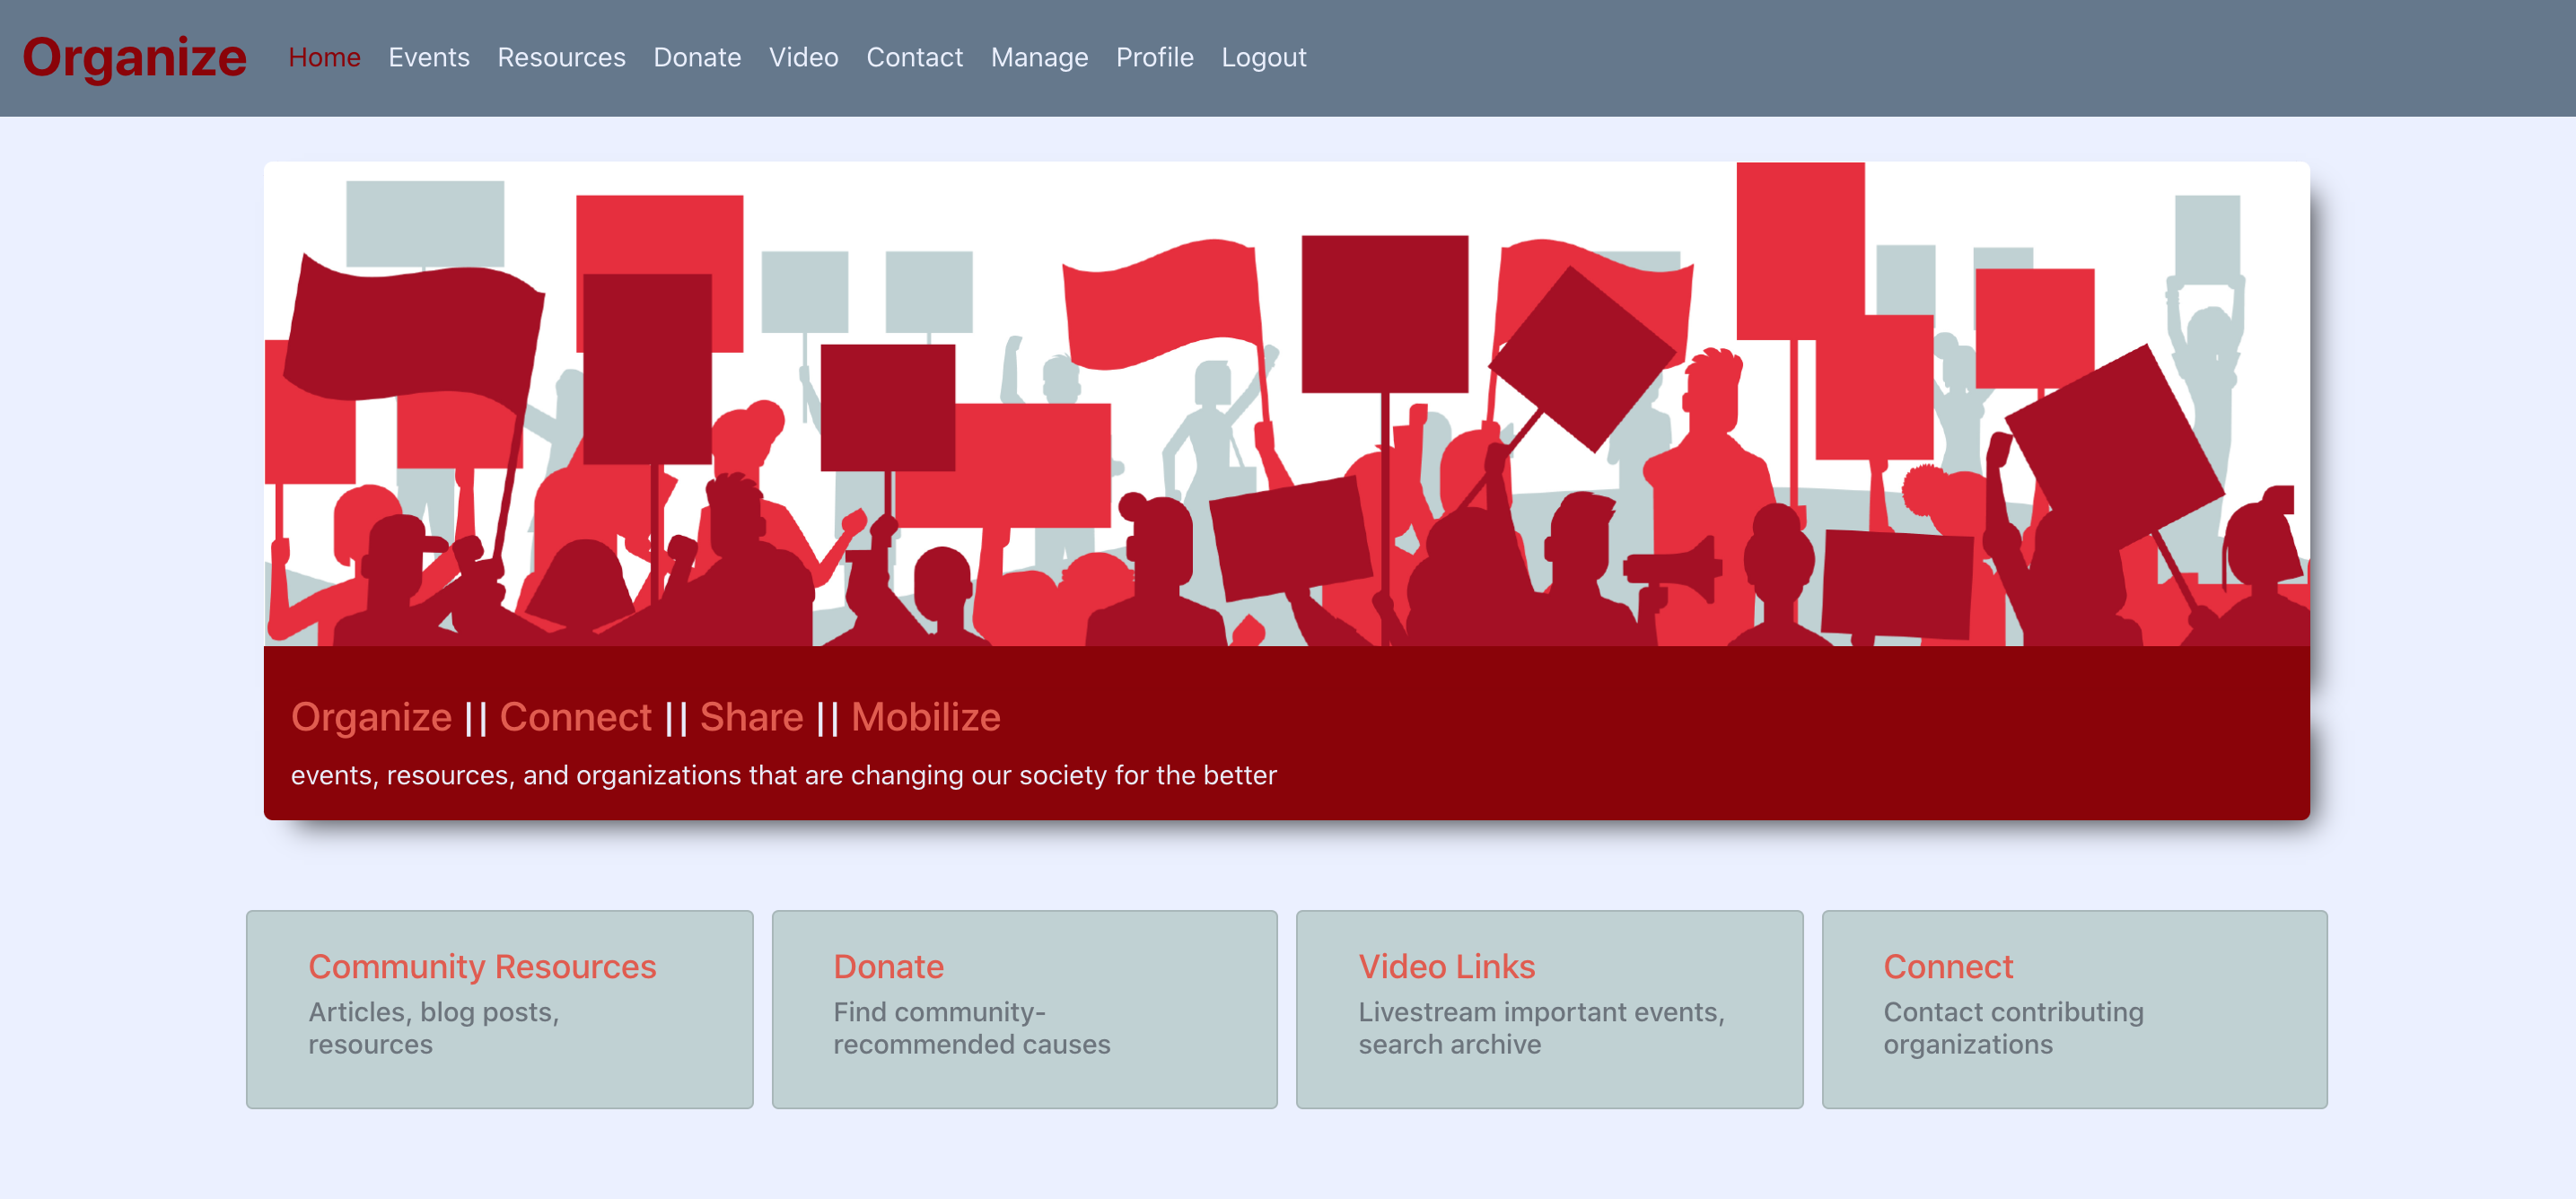 Organize Home Events Resources Donate Video Contact Manage Profile Logout
Organize || Connect || Share || Mobilize
events, resources, and organizations that are changing our society for the better
Community Resources
Articles, blog posts,
resources
Donate
Find community-
recommended causes
Video Links
Livestream important events,
search archive
Connect
Contact contributing
organizations